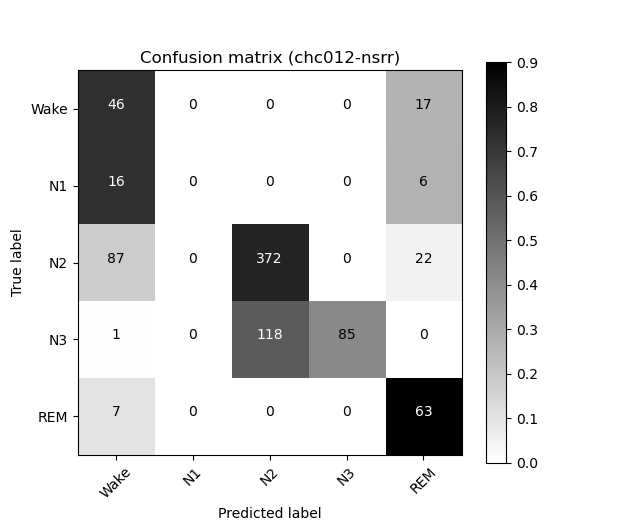 Confusion matrix (chc012-nsrr)
Wake 46 0 0 0 17
N1 16 0 0 0 6
N2 87 0 372 0 22
N3 1 0 118 85 0
REM 7 0 0 0 63
Wake N1 N2 N3 REM
Predicted label
True label
0.9
0.8
0.7
0.6
0.5
0.4
0.3
0.2
0.1
0.0